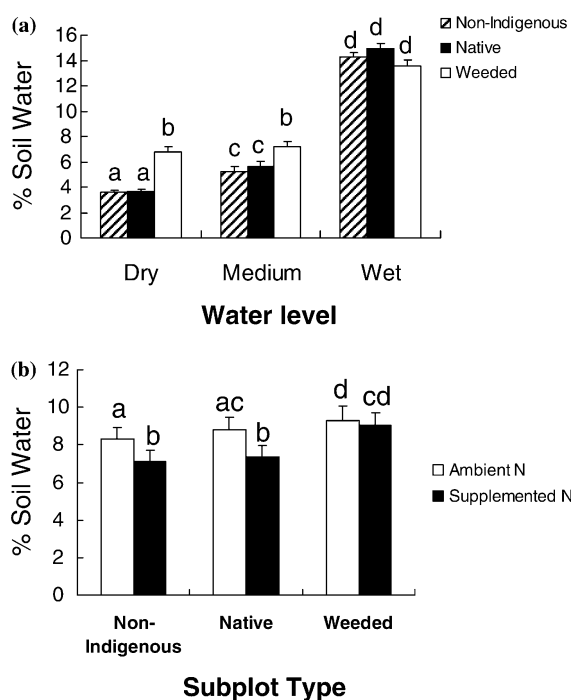 (a)
% Soil Water
16
14
12
10
8
6
4
2
0
a a b
c c b
d d d
Non-Indigenous
Native
Weeded
Dry Medium Wet
Water level
(b)
% Soil Water
12
10
8
6
4
2
0
a b ac b d cd
Ambient N
Supplemented N
Non-
Indigenous Native Weeded
Subplot Type